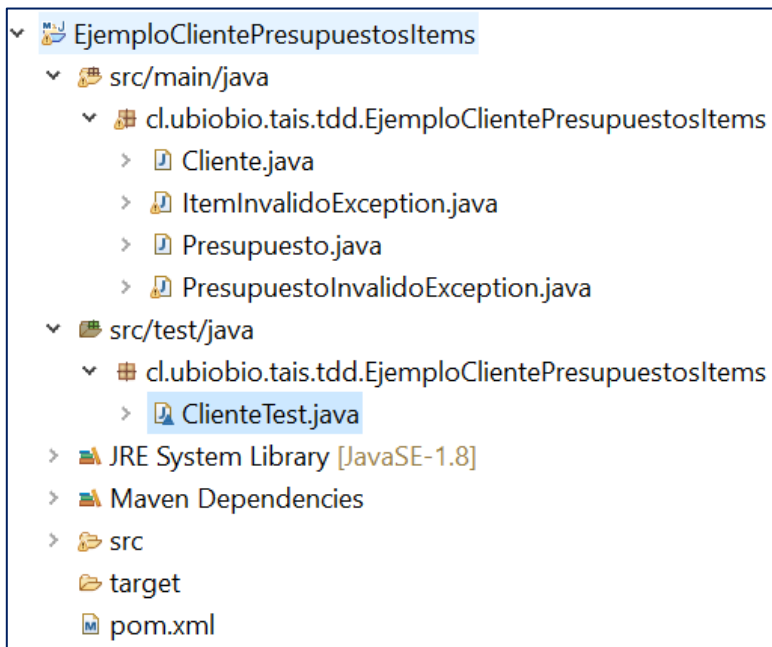 EjemploClientePresupuestosItems
src/main/java
cl.ubiobio.tais.tdd.EjemploClientePresupuestosItems
Cliente.java
ItemInvalidoException.java
Presupuesto.java
PresupuestoInvalidoException.java
src/test/java
cl.ubiobio.tais.tdd.EjemploClientePresupuestosItems
ClienteTest.java
JRE System Library [JavaSE-1.8]
Maven Dependencies
src
target
pom.xml